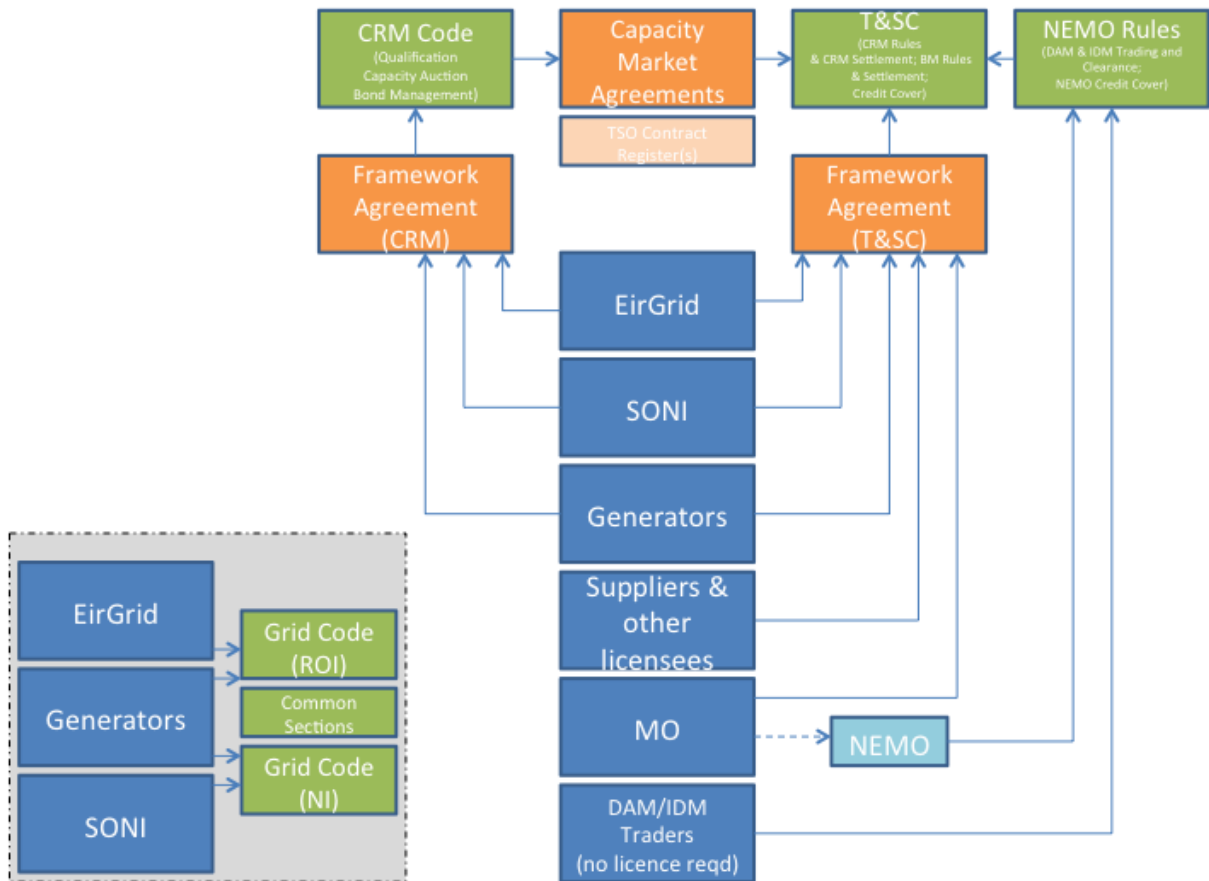 CRM Code
(Qualification
Capacity Auction
Bond Management)
Capacity
Market
Agreements
TSO Contract
Register(s)
T&SC
(CRM Rules
& CRM Settlement; BM Rules
& Settlement;
Credit Cover)
NEMO Rules
(DAM & IDM Trading and
Clearance;
NEMO Credit Cover)
Framework
Agreement
(CRM)
Framework
Agreement
(T&SC)
EirGrid
SONI
Generators
Suppliers &
other
licensees
MO
NEMO
DAM/IDM
Traders
(no licence reqd)
EirGrid
Generators
SONI
Grid Code
(ROI)
Common
Sections
Grid Code
(NI)